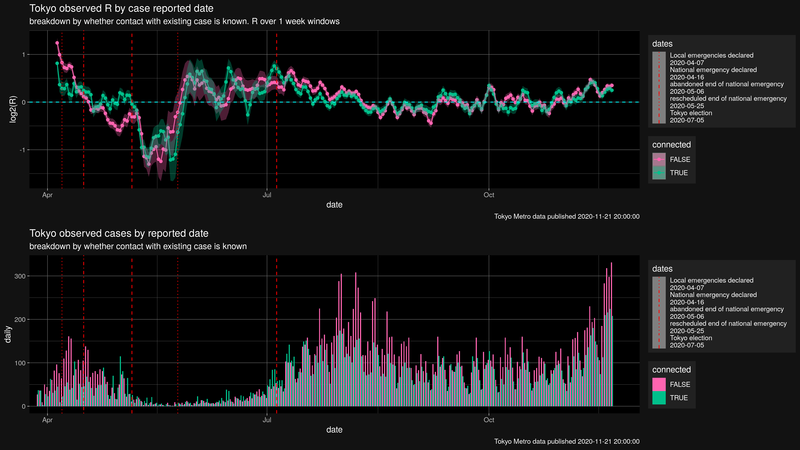 Tokyo observed R by case reported date
breakdown by whether contact with existing case is known. R over 1 week windows
log2(R)
1
0
-1
Apr
Jul
Oct
date
dates
Local emergencies declared
2020-04-07
National emergency declared
2020-04-16
abandoned end of national emergency
2020-05-06
rescheduled end of national emergency
2020-05-25
Tokyo election
2020-07-05
connected
FALSE
TRUE
Tokyo Metro data published 2020-11-21 20:00:00
Tokyo observed cases by reported date
breakdown by whether contact with existing case is known
daily
300
200
100
0
Apr
Jul
Oct
date
dates
Local emergencies declared
2020-04-07
National emergency declared
2020-04-16
abandoned end of national emergency
2020-05-06
rescheduled end of national emergency
2020-05-25
Tokyo election
2020-07-05
connected
FALSE
TRUE
Tokyo Metro data published 2020-11-21 20:00:00